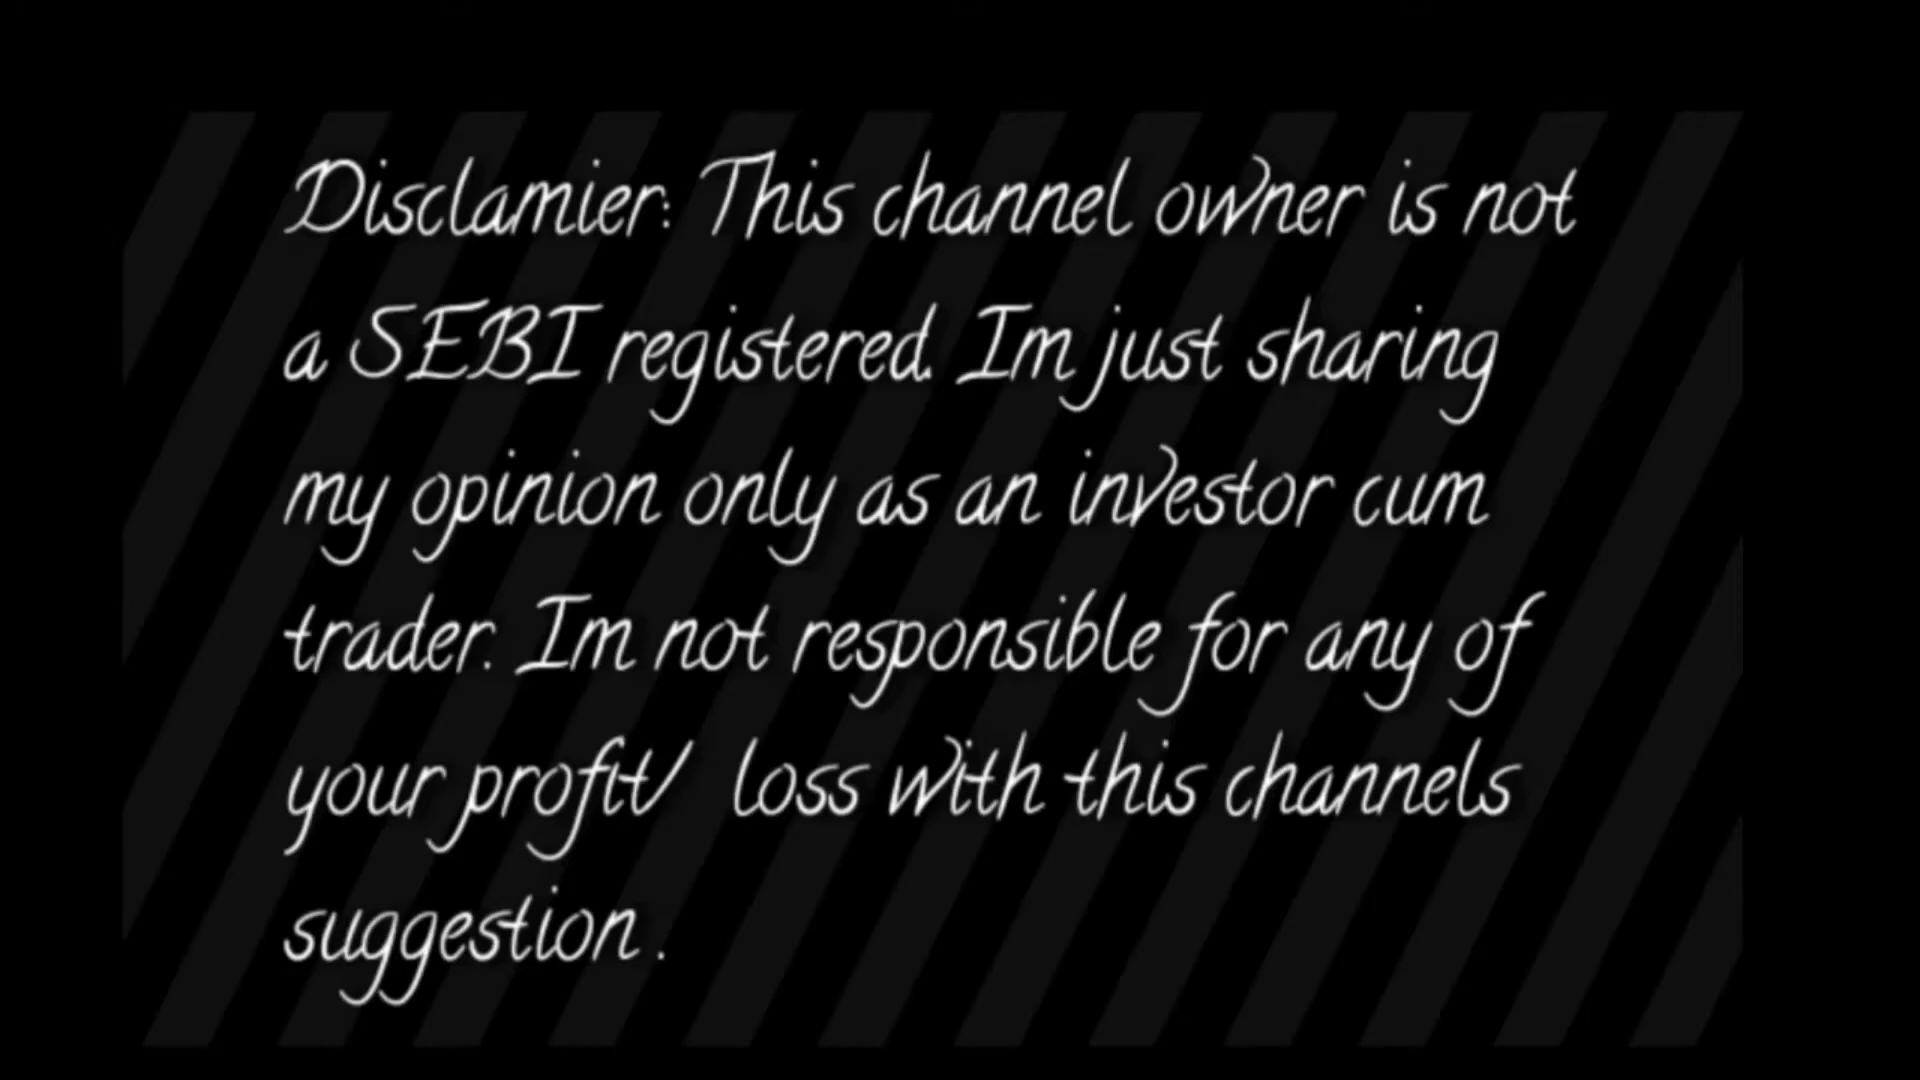 Disclamier: This channel owner is not
a SEBI registered. Im just sharing
my opinion only as an investor cum
trader. Im not responsible for any of
your profit/ loss with this channels
suggestion .